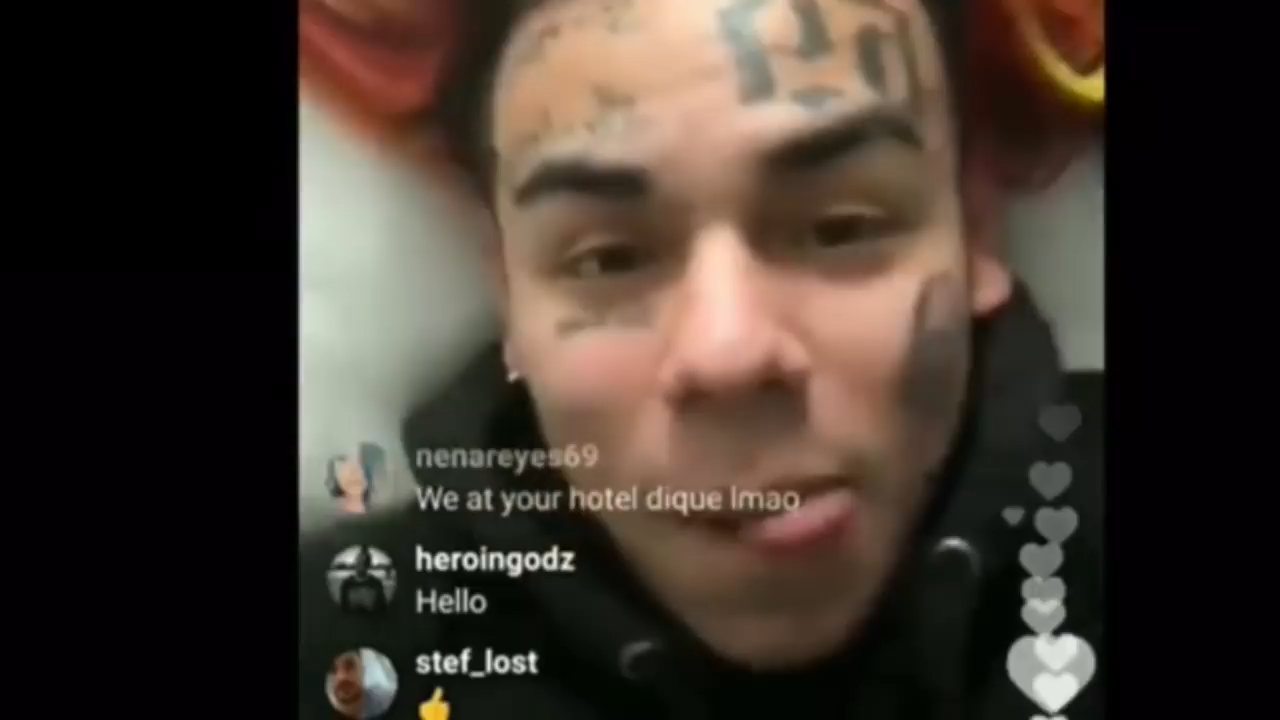 nenareyes69
We at your hotel dique lmao
heroingodz
Hello
stef_lost
👍